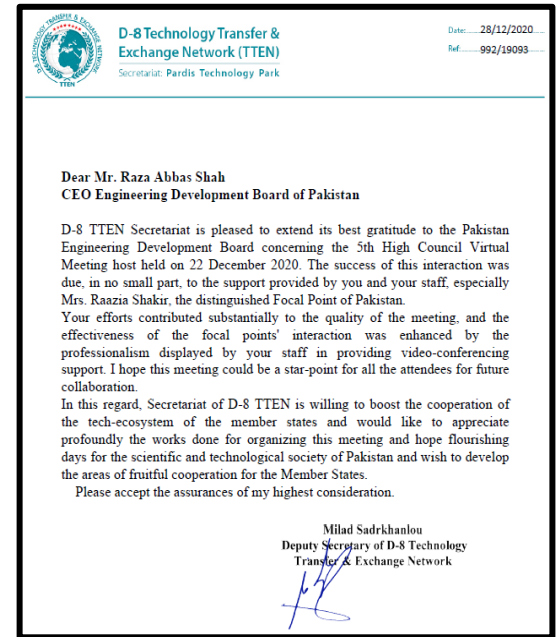 D-8 TECHNOLOGY TRANSFER & EXCHANGE NETWORK
TTEN
D-8 Technology Transfer &
Exchange Network (TTEN)
Secretariat: Pardis Technology Park
Date: 28/12/2020
Ref: 992/19093
Dear Mr. Raza Abbas Shah
CEO Engineering Development Board of Pakistan
D-8 TTEN Secretariat is pleased to extend its best gratitude to the Pakistan
Engineering Development Board concerning the 5th High Council Virtual
Meeting host held on 22 December 2020. The success of this interaction was
due, in no small part, to the support provided by you and your staff, especially
Mrs. Raazia Shakir, the distinguished Focal Point of Pakistan.
Your efforts contributed substantially to the quality of the meeting, and the
effectiveness of the focal points' interaction was enhanced by the
professionalism displayed by your staff in providing video-conferencing
support. I hope this meeting could be a star-point for all the attendees for future
collaboration.
In this regard, Secretariat of D-8 TTEN is willing to boost the cooperation of
the tech-ecosystem of the member states and would like to appreciate
profoundly the works done for organizing this meeting and hope flourishing
days for the scientific and technological society of Pakistan and wish to develop
the areas of fruitful cooperation for the Member States.
Please accept the assurances of my highest consideration.
Milad Sadrkhanlou
Deputy Secretary of D-8 Technology
Transfer & Exchange Network